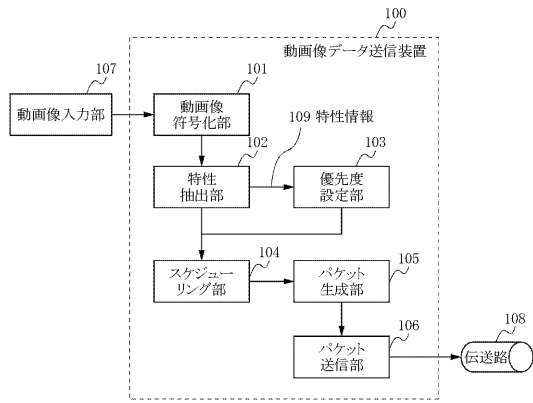 100
動画像データ送信装置
107
動画像入力部
101
動画像
符号化部
102
特性
抽出部
109 特性情報
103
優先度
設定部
104
スケジュー
リング部
105
パケット
生成部
106
パケット
送信部
108
伝送路